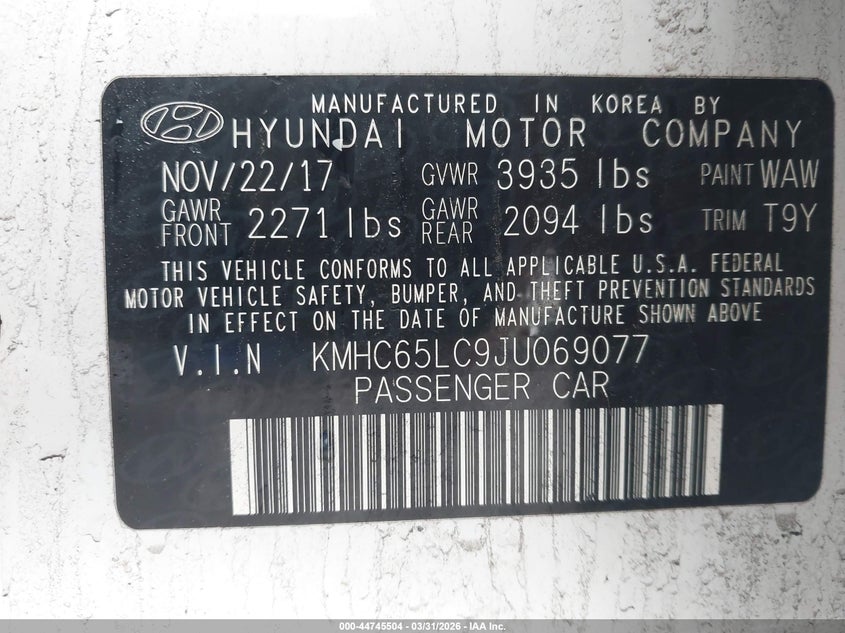 MANUFACTURED IN KOREA BY
HYUNDAI MOTOR COMPANY
NOV/22/17 GVWR 3935 lbs PAINT WAW
GAWR FRONT 2271 lbs GAWR REAR 2094 lbs TRIM T9Y
THIS VEHICLE CONFORMS TO ALL APPLICABLE U.S.A. FEDERAL
MOTOR VEHICLE SAFETY, BUMPER, AND THEFT PREVENTION STANDARDS
IN EFFECT ON THE DATE OF MANUFACTURE SHOWN ABOVE
V.I.N KMHC65LC9JU069077
PASSENGER CAR
000-44745504 - 03/31/2026 - IAA Inc.